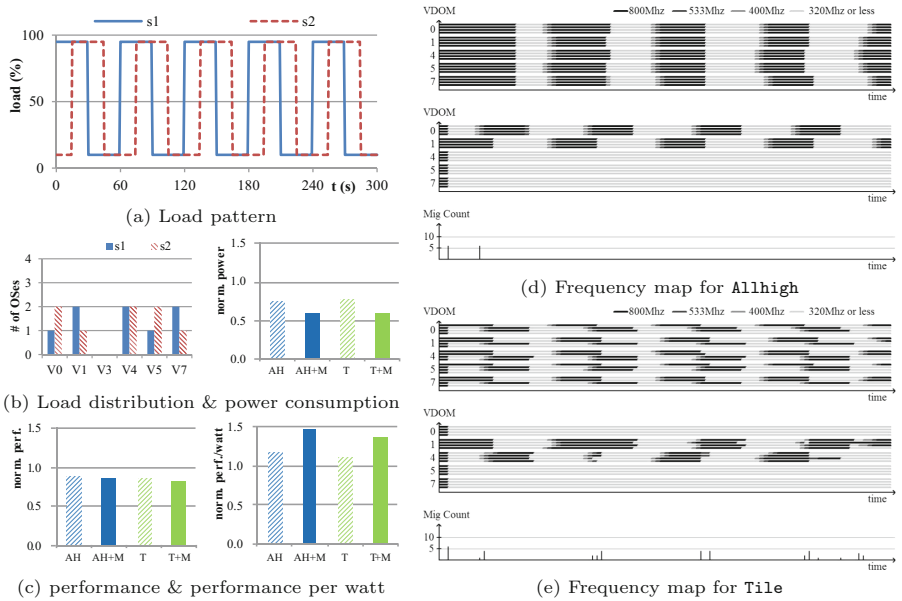 s1 s2
100
50
0
load (%)
0 60 120 180 240 t (s) 300
(a) Load pattern
s1 s2
4
3
2
1
0
# of OSes
V0 V1 V3 V4 V5 V7
1.5
1.0
0.5
0.0
norm. power
AH AH+M T T+M
(b) Load distribution & power consumption
1.5
1.0
0.5
0.0
norm. perf.
AH AH+M T T+M
1.5
1.0
0.5
0.0
norm. perf./watt
AH AH+M T T+M
(c) performance & performance per watt
VDOM
800Mhz 533Mhz 400Mhz 320Mhz or less
0
1
4
5
7
time
VDOM
0
1
4
5
7
time
Mig Count
10
5
time
(d) Frequency map for Allhigh
800Mhz 533Mhz 400Mhz 320Mhz or less
VDOM
0
1
4
5
7
time
VDOM
0
1
4
5
7
time
Mig Count
10
5
time
(e) Frequency map for Tile